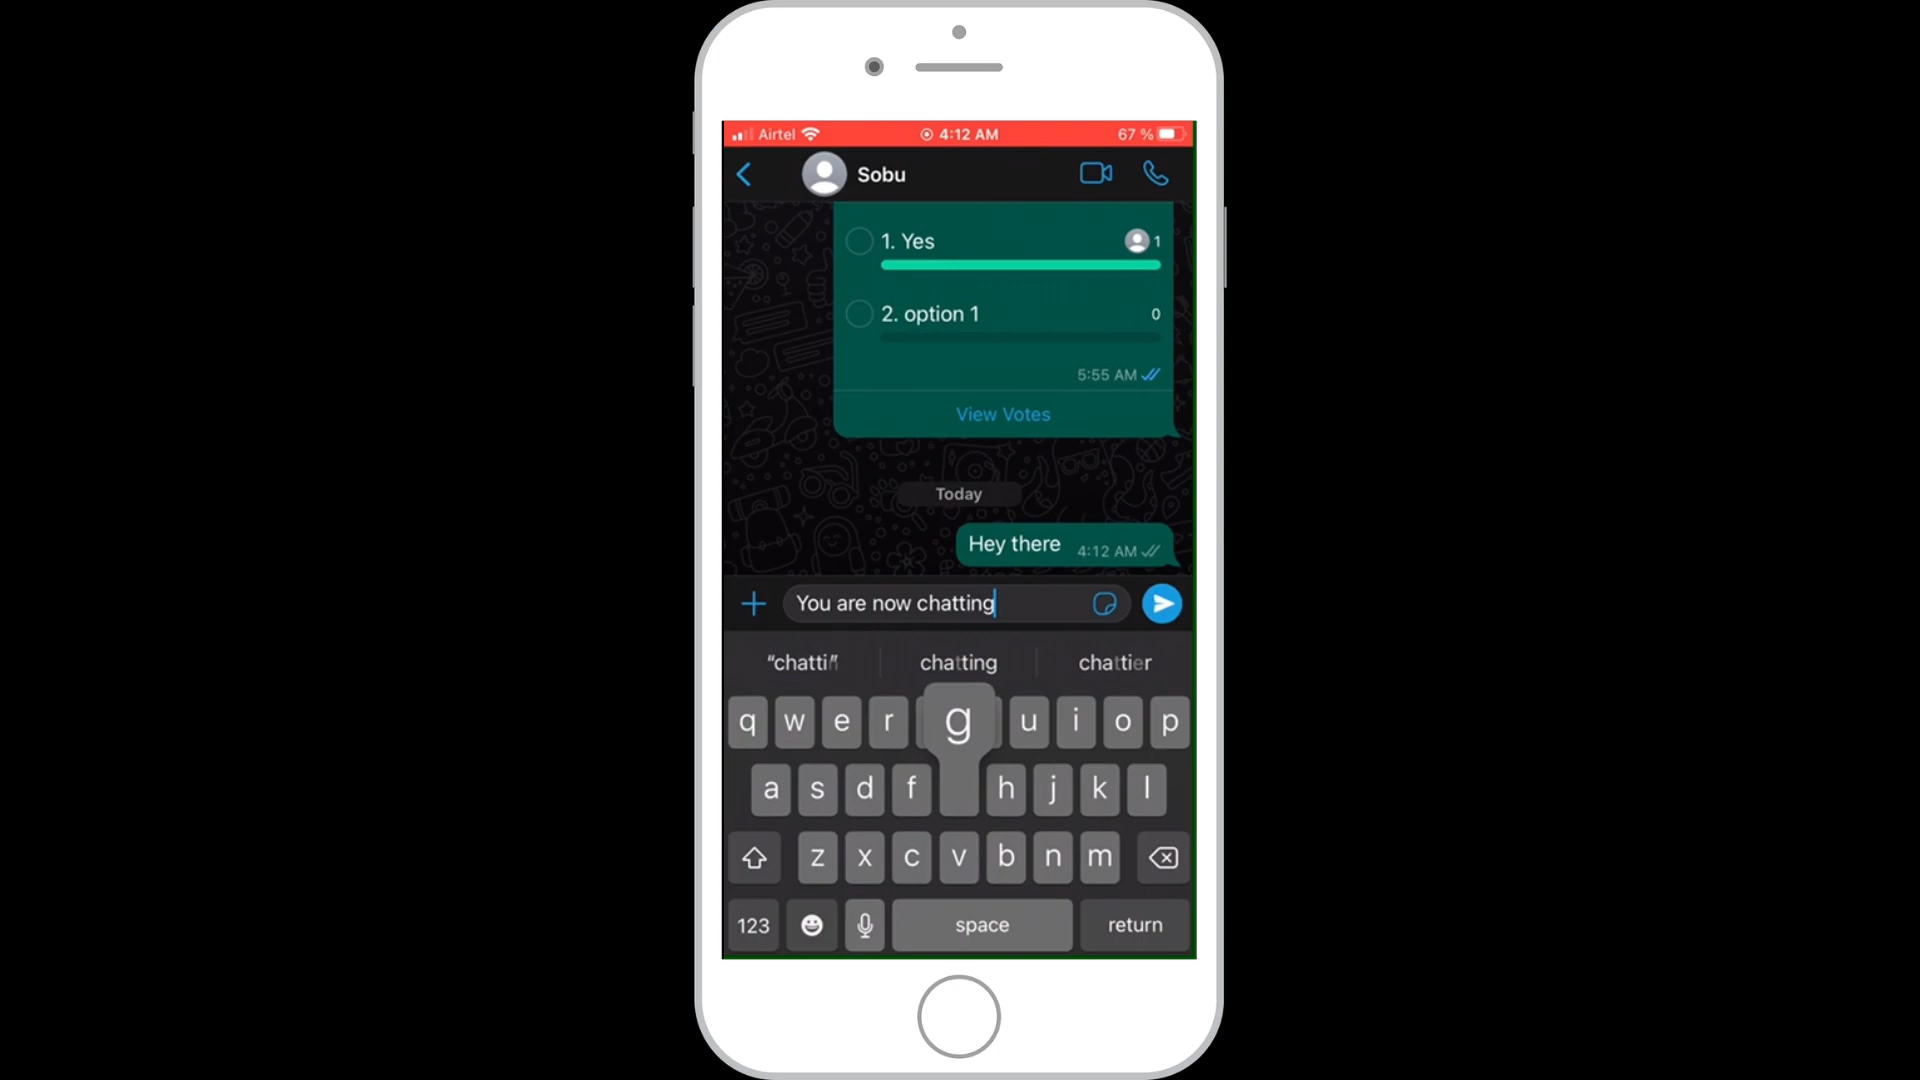 Airtel 4:12 AM 67 %
Sobu
1. Yes 1
2. option 1 0
5:55 AM
View Votes
Today
Hey there 4:12 AM
You are now chatting
“chatti” chatting chattier
q w e r g u i o p
a s d f h j k l
z x c v b n m
123 space return